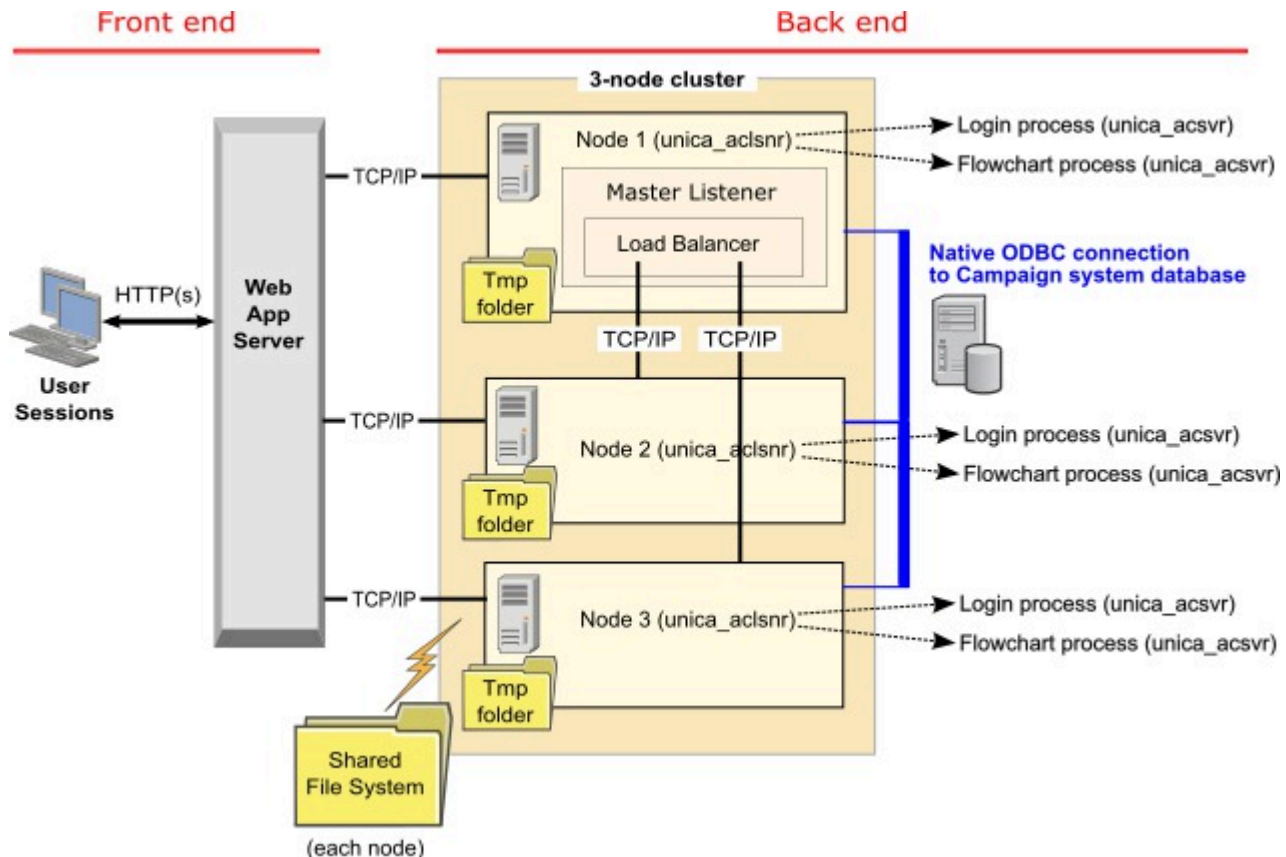 Front end
Back end
3-node cluster
Node 1 (unica_aclsnr)
Login process (unica_acsvr)
Flowchart process (unica_acsvr)
TCP/IP
Master Listener
Load Balancer
Tmp
folder
Native ODBC connection
to Campaign system database
HTTP(s)
Web
App
Server
User
Sessions
TCP/IP
TCP/IP
TCP/IP
Node 2 (unica_aclsnr)
Login process (unica_acsvr)
Flowchart process (unica_acsvr)
Tmp
folder
TCP/IP
Node 3 (unica_aclsnr)
Login process (unica_acsvr)
Flowchart process (unica_acsvr)
Tmp
folder
Shared
File System
(each node)